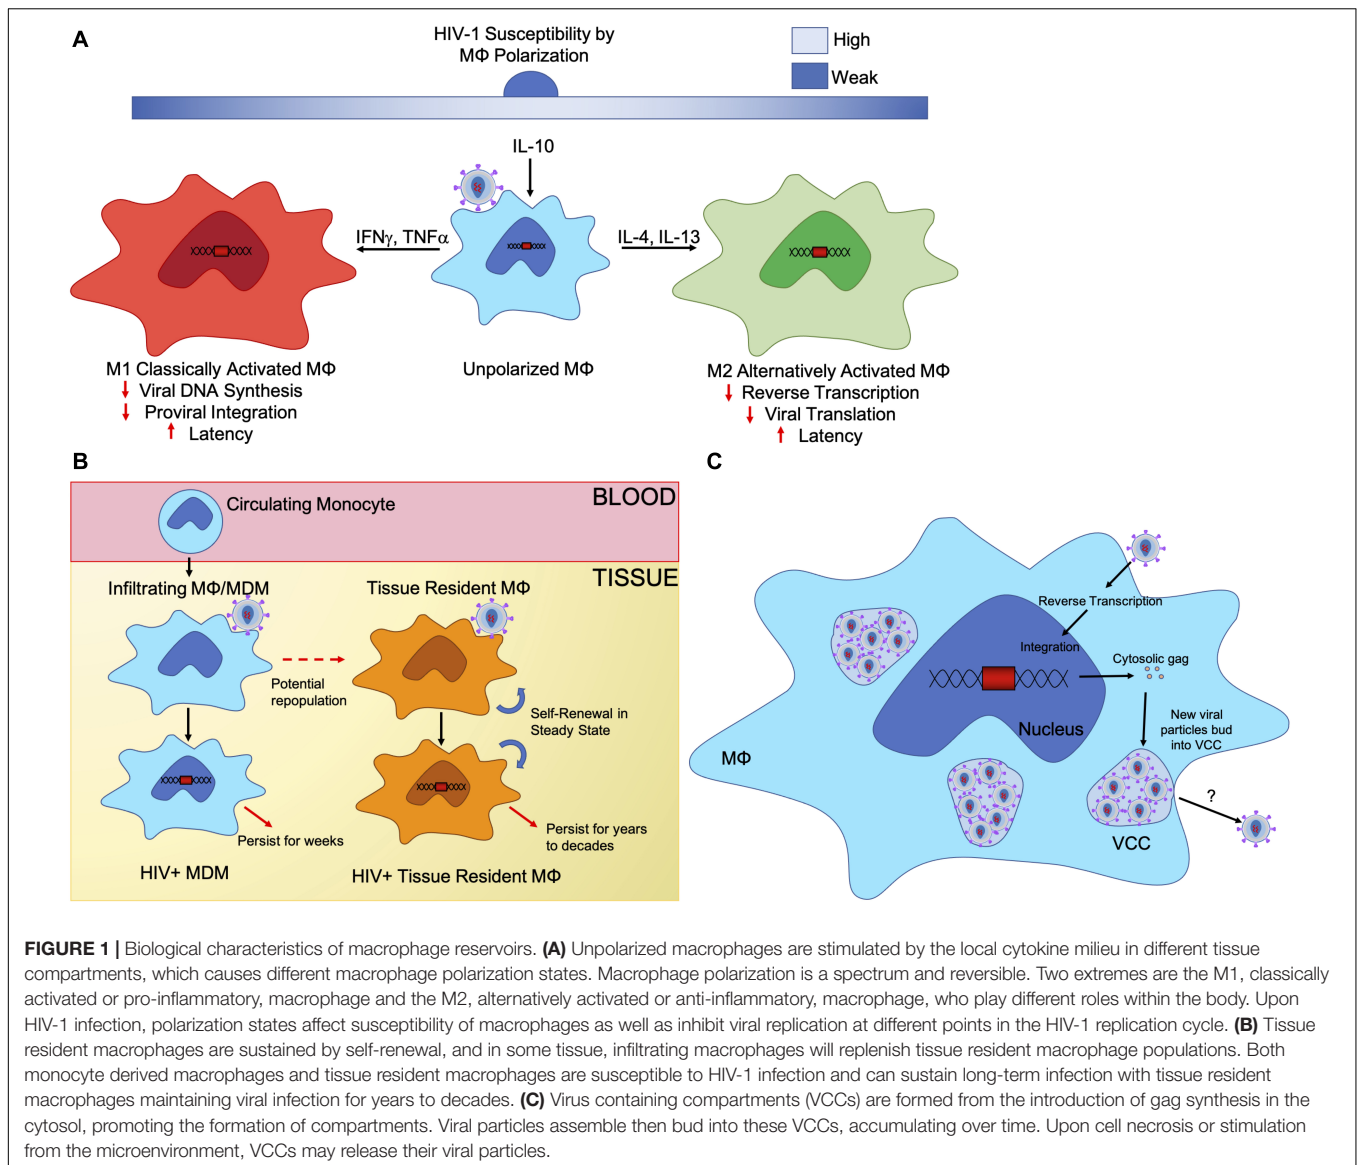 A
HIV-1 Susceptibility by
MΦ Polarization
High
Weak
IL-10
IFNγ, TNFα
IL-4, IL-13
M1 Classically Activated MΦ
↓ Viral DNA Synthesis
↓ Proviral Integration
↑ Latency
Unpolarized MΦ
M2 Alternatively Activated MΦ
↓ Reverse Transcription
↓ Viral Translation
↑ Latency
B
BLOOD
Circulating Monocyte
TISSUE
Infiltrating MΦ/MDM
Tissue Resident MΦ
Potential
repopulation
Self-Renewal in
Steady State
Persist for weeks
Persist for years
to decades
HIV+ MDM
HIV+ Tissue Resident MΦ
C
Reverse Transcription
Integration
Cytosolic gag
Nucleus
New viral
particles bud
into VCC
MΦ
?
VCC
FIGURE 1 | Biological characteristics of macrophage reservoirs. (A) Unpolarized macrophages are stimulated by the local cytokine milieu in different tissue
compartments, which causes different macrophage polarization states. Macrophage polarization is a spectrum and reversible. Two extremes are the M1, classically
activated or pro-inflammatory, macrophage and the M2, alternatively activated or anti-inflammatory, macrophage, who play different roles within the body. Upon
HIV-1 infection, polarization states affect susceptibility of macrophages as well as inhibit viral replication at different points in the HIV-1 replication cycle. (B) Tissue
resident macrophages are sustained by self-renewal, and in some tissue, infiltrating macrophages will replenish tissue resident macrophage populations. Both
monocyte derived macrophages and tissue resident macrophages are susceptible to HIV-1 infection and can sustain long-term infection with tissue resident
macrophages maintaining viral infection for years to decades. (C) Virus containing compartments (VCCs) are formed from the introduction of gag synthesis in the
cytosol, promoting the formation of compartments. Viral particles assemble then bud into these VCCs, accumulating over time. Upon cell necrosis or stimulation
from the microenvironment, VCCs may release their viral particles.